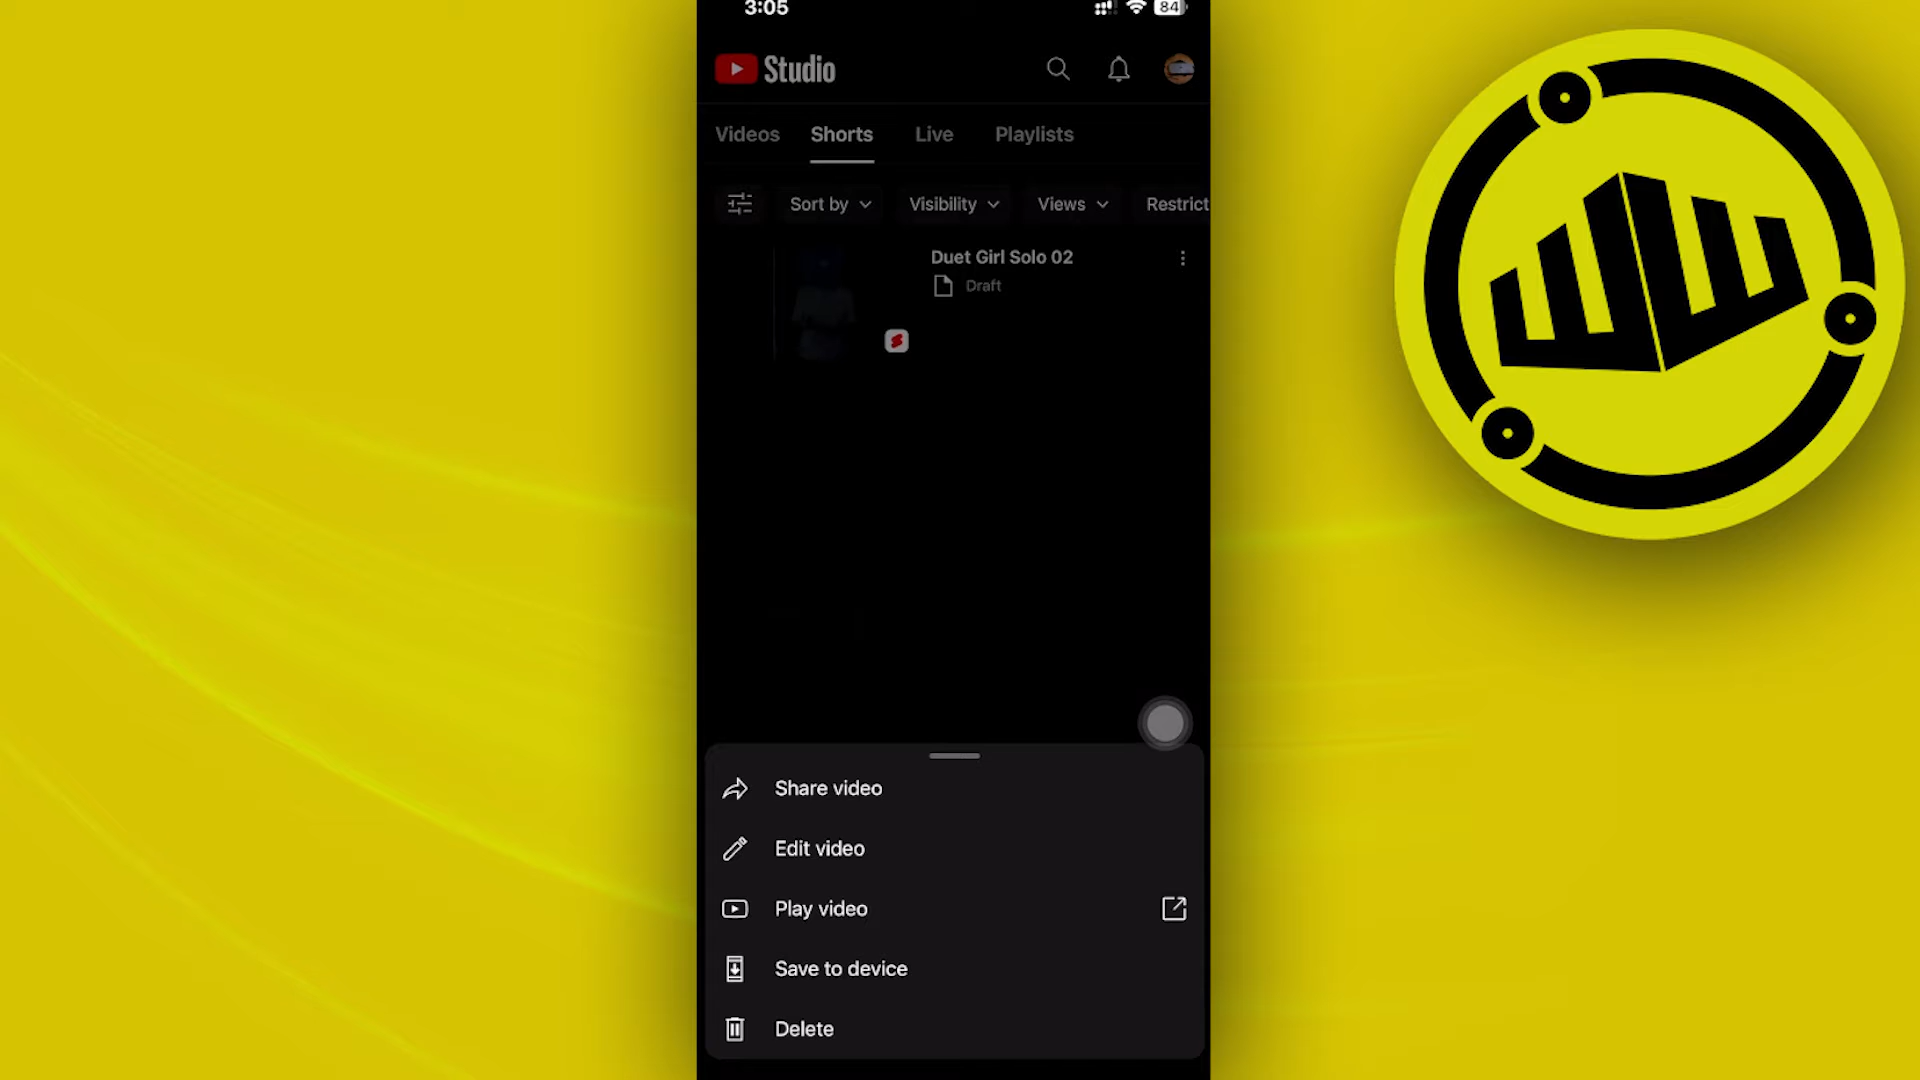 3:05
84
Studio
Videos Shorts Live Playlists
Sort by Visibility Views Restrict
Duet Girl Solo 02
Draft
Share video
Edit video
Play video
Save to device
Delete